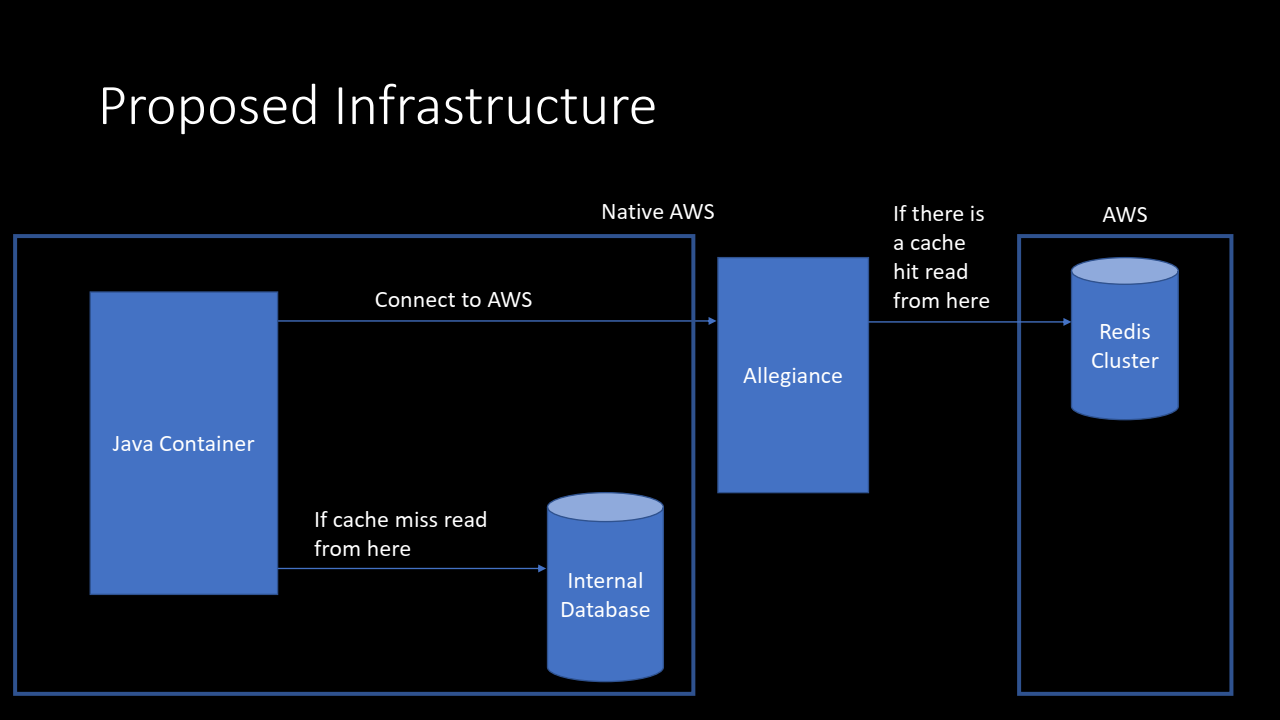 Proposed Infrastructure
Native AWS
If there is
a cache
hit read
from here
AWS
Connect to AWS
Redis
Cluster
Allegiance
Java Container
If cache miss read
from here
Internal
Database